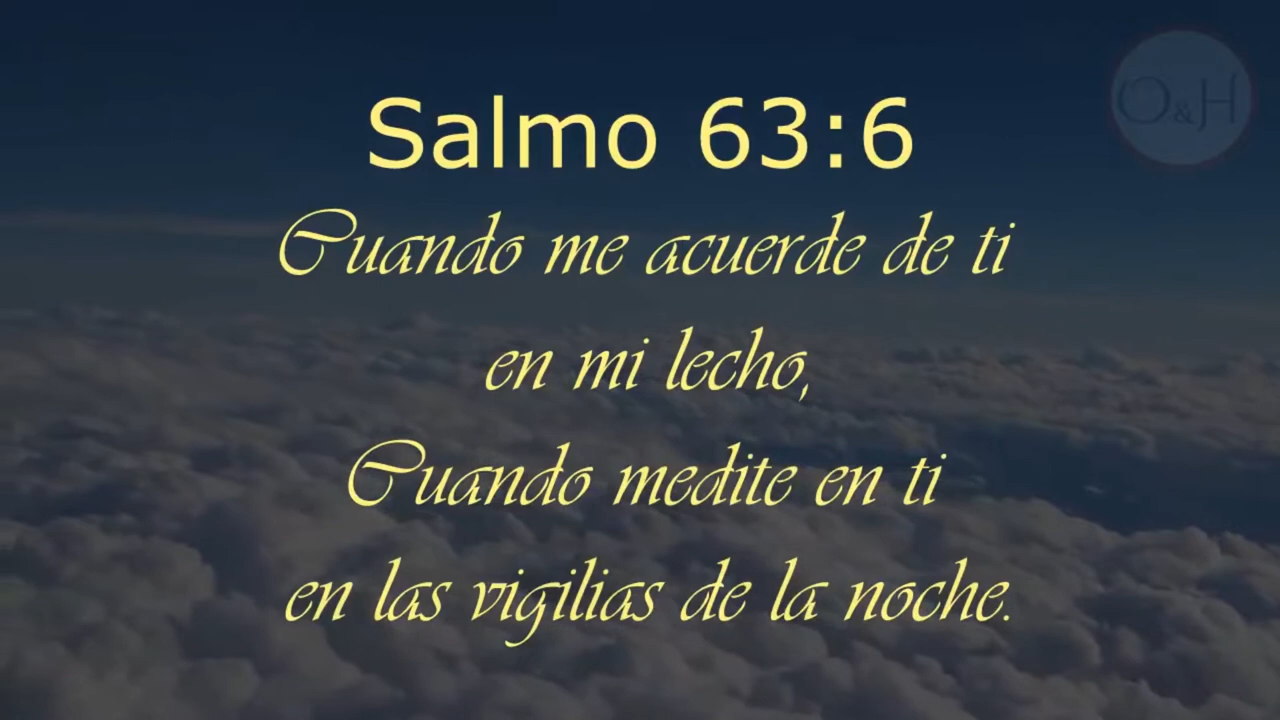 O&H
Salmo 63:6
Cuando me acuerde de ti
en mi lecho,
Cuando medite en ti
en las vigilias de la noche.